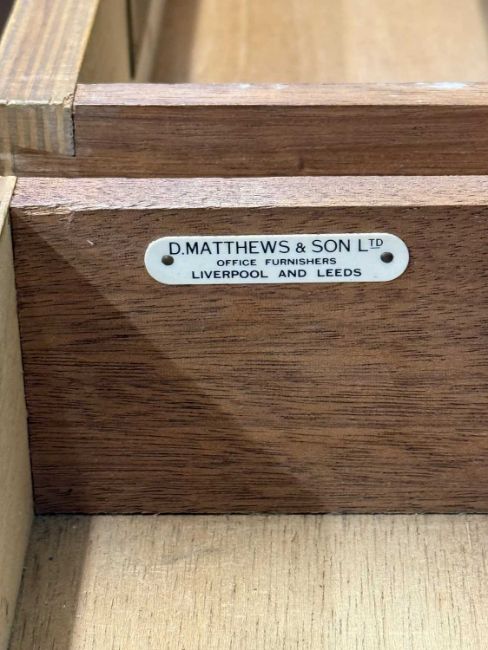 D.MATTHEWS & SON LTD
OFFICE FURNISHERS
LIVERPOOL AND LEEDS